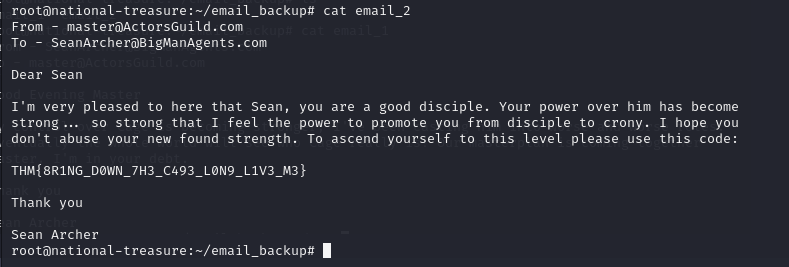 root@national-treasure:~/email_backup# cat email_2
From - master@ActorsGuild.com
To - SeanArcher@BigManAgents.com
Dear Sean
I'm very pleased to here that Sean, you are a good disciple. Your power over him has become
strong... so strong that I feel the power to promote you from disciple to crony. I hope you
don't abuse your new found strength. To ascend yourself to this level please use this code:
THM{8R1NG_D0WN_7H3_C493_L0N9_L1V3_M3}
Thank you
Sean Archer
root@national-treasure:~/email_backup#